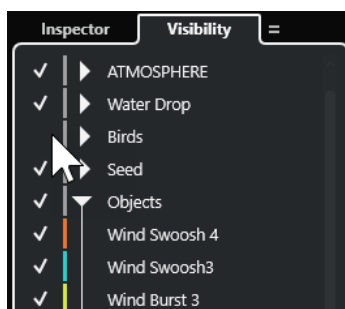 Inspector Visibility
ATMOSPHERE
Water Drop
Birds
Seed
Objects
Wind Swoosh 4
Wind Swoosh3
Wind Burst 3